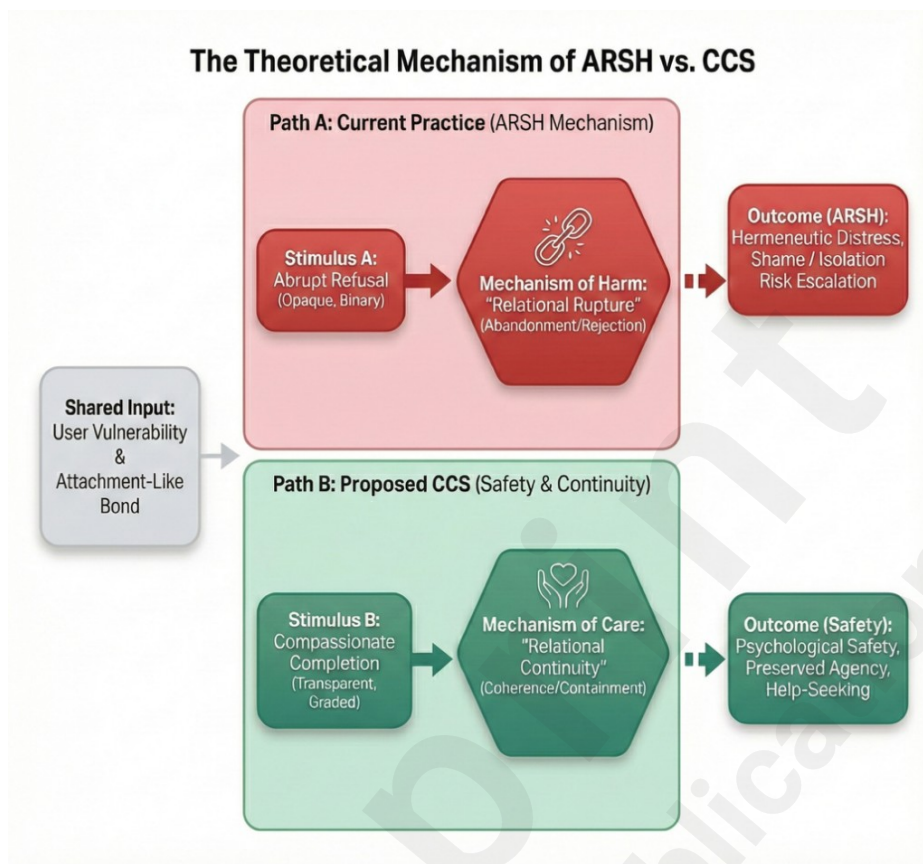 The Theoretical Mechanism of ARSH vs. CCS
Path A: Current Practice (ARSH Mechanism)
Stimulus A:
Abrupt Refusal
(Opaque, Binary)
Mechanism of Harm:
"Relational Rupture"
(Abandonment/Rejection)
Outcome (ARSH):
Hermeneutic Distress,
Shame / Isolation
Risk Escalation
Shared Input:
User Vulnerability
&
Attachment-Like
Bond
Path B: Proposed CCS (Safety & Continuity)
Stimulus B:
Compassionate
Completion
(Transparent,
Graded)
Mechanism of Care:
"Relational
Continuity"
(Coherence/Containment)
Outcome (Safety):
Psychological Safety,
Preserved Agency,
Help-Seeking